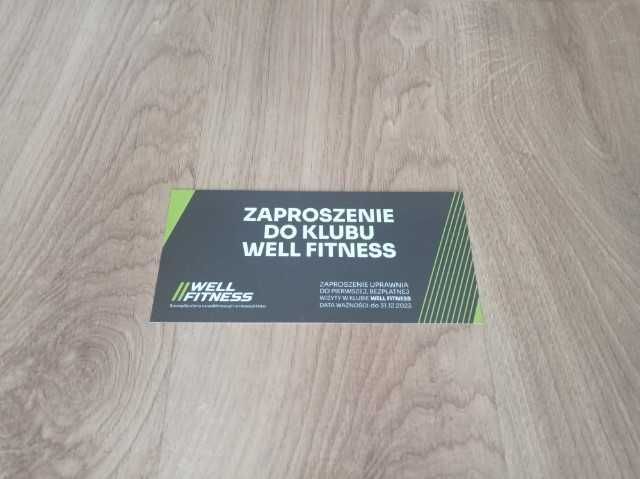 ZAPROSZENIE
DO KLUBU
WELL FITNESS
//WELL
FITNESS
ZAPROSZENIE UPRAWNIA
DO PIERWSZEJ, BEZPŁATNEJ
WIZYTY W KLUBIE WELL FITNESS
DATA WAŻNOŚCI: do 31.12.2023